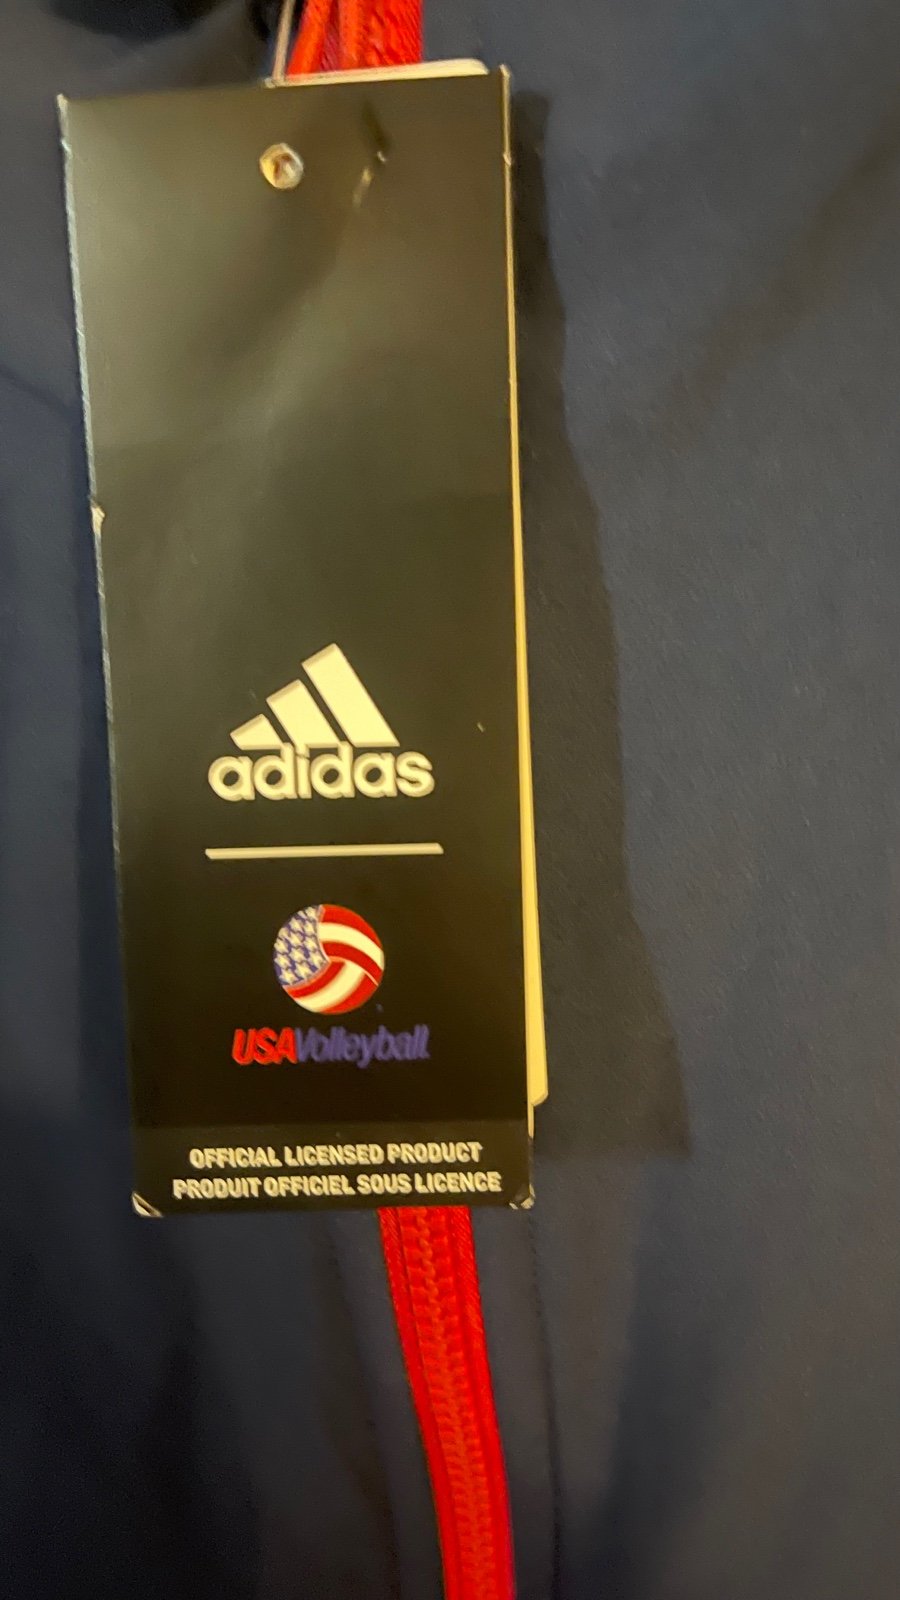 adidas
USAVolleyball
OFFICIAL LICENSED PRODUCT
PRODUIT OFFICIEL SOUS LICENCE